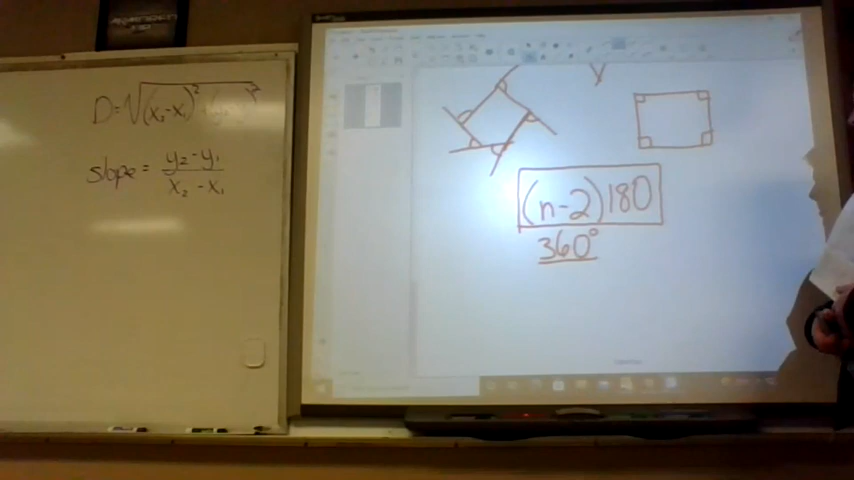 D=√(x₂-x₁)²
slope = y₂-y₁
x₂-x₁
y
(n-2)180
360°